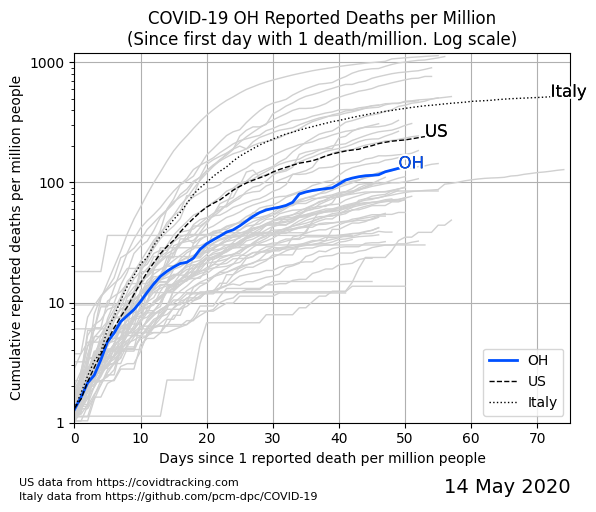 COVID-19 OH Reported Deaths per Million
(Since first day with 1 death/million. Log scale)
Cumulative reported deaths per million people
1000
100
10
1
Italy
US
OH
OH
US
Italy
0 10 20 30 40 50 60 70
Days since 1 reported death per million people
US data from https://covidtracking.com
Italy data from https://github.com/pcm-dpc/COVID-19
14 May 2020